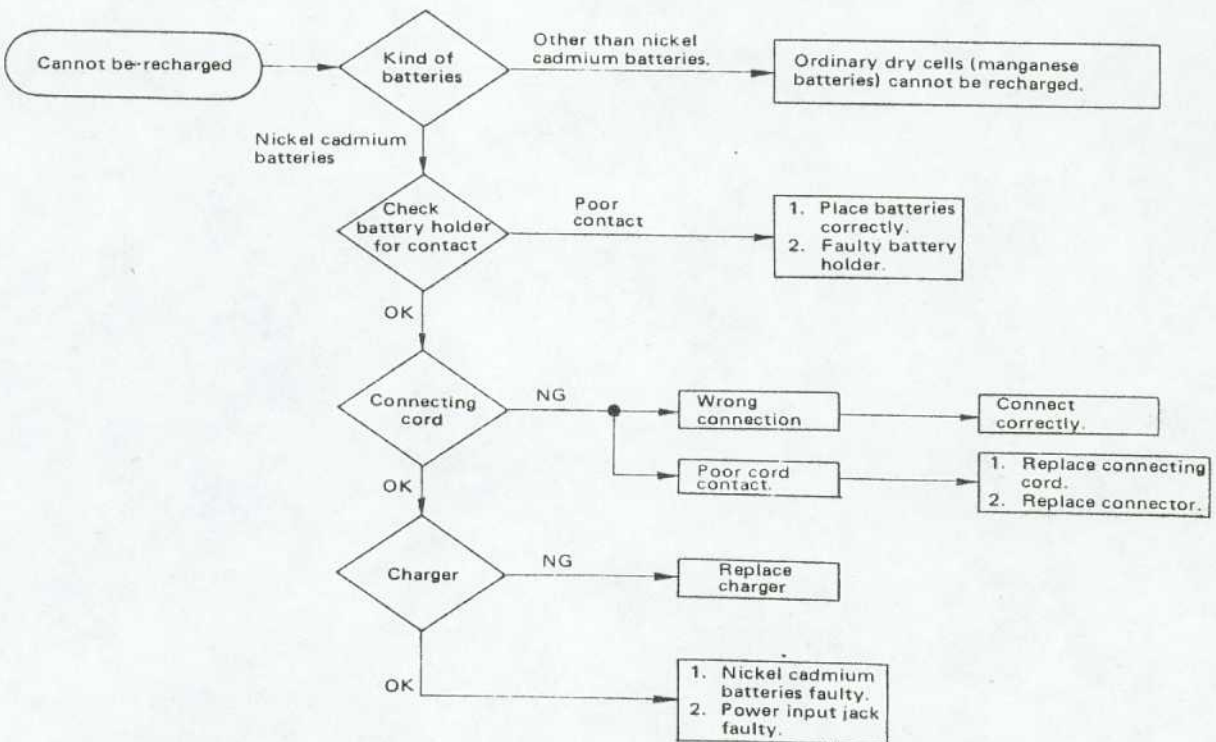 Cannot be recharged
Kind of
batteries
Other than nickel
cadmium batteries.
Ordinary dry cells (manganese
batteries) cannot be recharged.
Nickel cadmium
batteries
Check
battery holder
for contact
Poor
contact
1. Place batteries
correctly.
2. Faulty battery
holder.
OK
Connecting
cord
NG
Wrong
connection
Connect
correctly.
Poor cord
contact.
1. Replace connecting
cord.
2. Replace connector.
OK
Charger
NG
Replace
charger
OK
1. Nickel cadmium
batteries faulty.
2. Power input jack
faulty.